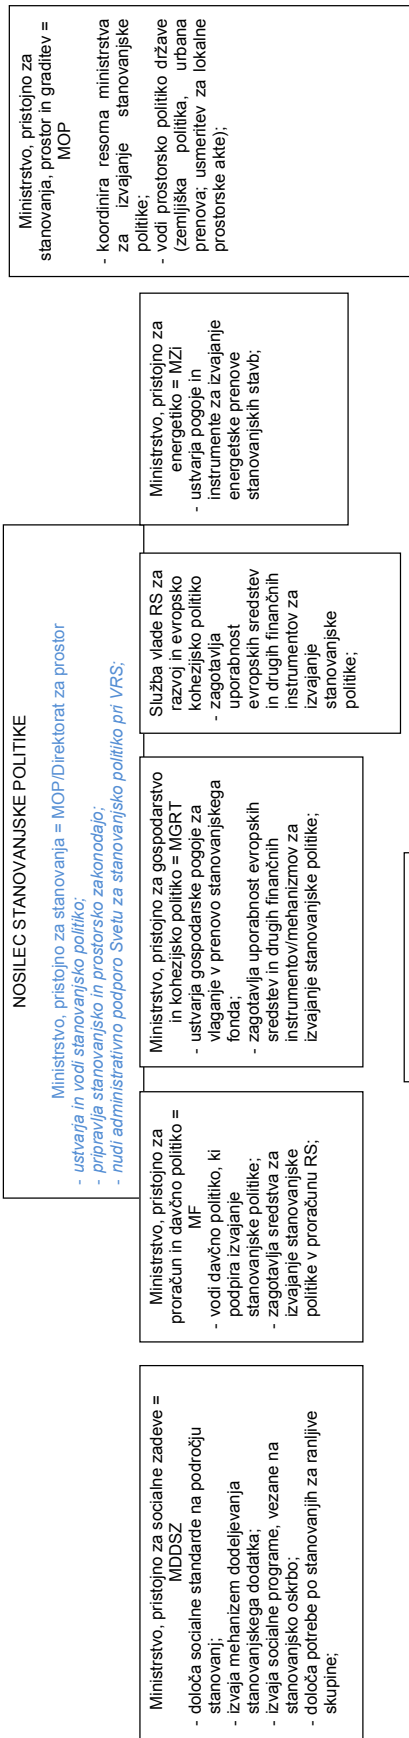 NOSILEC STANOVANJSKE POLITIKE
Ministrstvo, pristojno za stanovanja = MOP/Direktorat za prostor
- ustvarja in vodi stanovanjsko politiko;
- pripravlja stanovanjsko in prostorsko zakonodajo;
- nudi administrativno podporo Svetu za stanovanjsko politiko pri VRS;
Ministrstvo, pristojno za socialne zadeve =
MDDSZ
- določa socialne standarde na področju
stanovanj;
- izvaja mehanizem dodeljevanja
stanovanjskega dodatka;
- izvaja socialne programe, vezane na
stanovanjsko oskrbo;
- določa potrebe po stanovanjih za ranljive
skupine;
Ministrstvo, pristojno za
proračun in davčno politiko =
MF
- vodi davčno politiko, ki
podpira izvajanje
stanovanjske politike;
- zagotavlja sredstva za
izvajanje stanovanjske
politike v proračunu RS;
Ministrstvo, pristojno za gospodarstvo
in kohezijsko politiko = MGRT
- ustvarja gospodarske pogoje za
vlaganje v prenovo stanovanjskega
fonda;
- zagotavlja uporabnost evropskih
sredstev in drugih finančnih
instrumentov/mehanizmov za
izvajanje stanovanjske politike;
Služba vlade RS za
razvoj in evropsko
kohezijsko politiko
- zagotavlja
uporabnost
evropskih sredstev
in drugih finančnih
instrumentov za
izvajanje
stanovanjske
politike;
Ministrstvo, pristojno za
energetiko = MZi
- ustvarja pogoje in
instrumente za izvajanje
energetske prenove
stanovanjskih stavb;
Ministrstvo, pristojno za
stanovanja, prostor in graditev =
MOP
- koordinira resorna ministrstva
za izvajanje stanovanjske
politike;
- vodi prostorsko politiko države
(zemljiška politika, urbana
prenova; usmeritev za lokalne
prostorske akte);